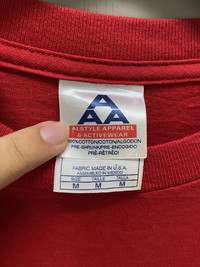 A
AA
ALSTYLE APPAREL
& ACTIVEWEAR
100%COTTON/COTON/ALGODON
PRE-SHRUNK/PRE-ENCOGIDO
PRÉ-RÉTRÉCI
FABRIC MADE IN U.S.A.
ASSEMBLED IN MEXICO
SIZE TAILLE TALLA
M M M